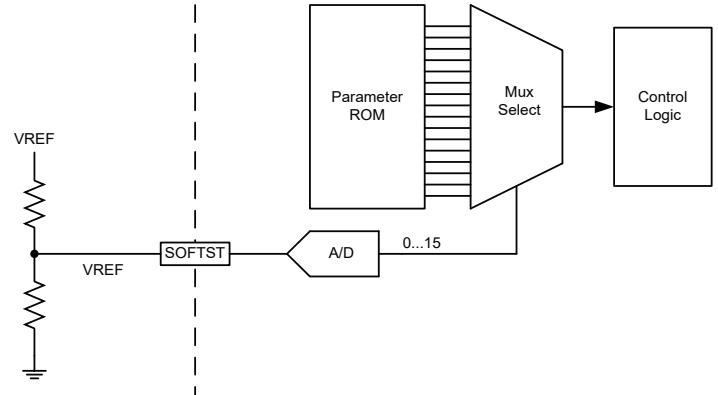 Parameter
ROM
Mux
Select
Control
Logic
VREF
SOFTST
A/D
0...15
VREF